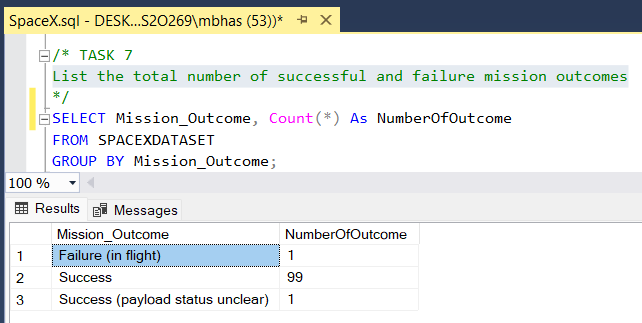 SpaceX.sql - DESK...S2O269\mbhas (53))*
/* TASK 7
List the total number of successful and failure mission outcomes
*/
SELECT Mission_Outcome, Count(*) As NumberOfOutcome
FROM SPACEXDATASET
GROUP BY Mission_Outcome;
100 %
Results Messages
Mission_Outcome NumberOfOutcome
1 Failure (in flight) 1
2 Success 99
3 Success (payload status unclear) 1